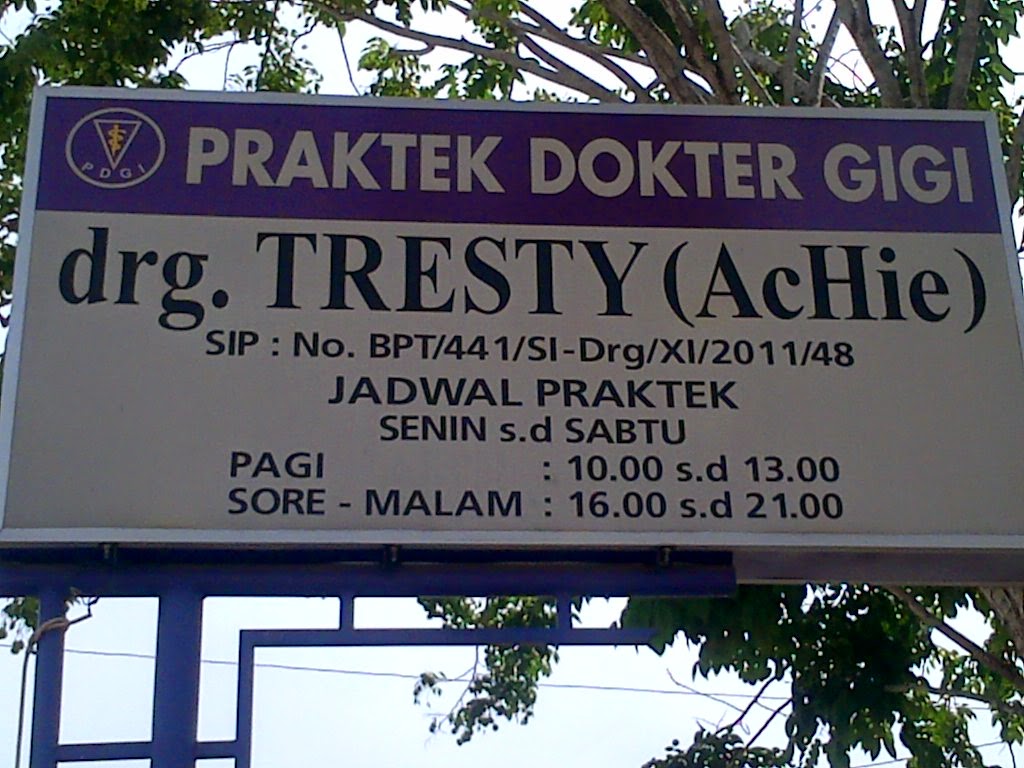 PDGI
PRAKTEK DOKTER GIGI
drg. TRESTY (AcHie)
SIP : No. BPT/441/SI-Drg/XI/2011/48
JADWAL PRAKTEK
SENIN s.d SABTU
PAGI : 10.00 s.d 13.00
SORE - MALAM : 16.00 s.d 21.00